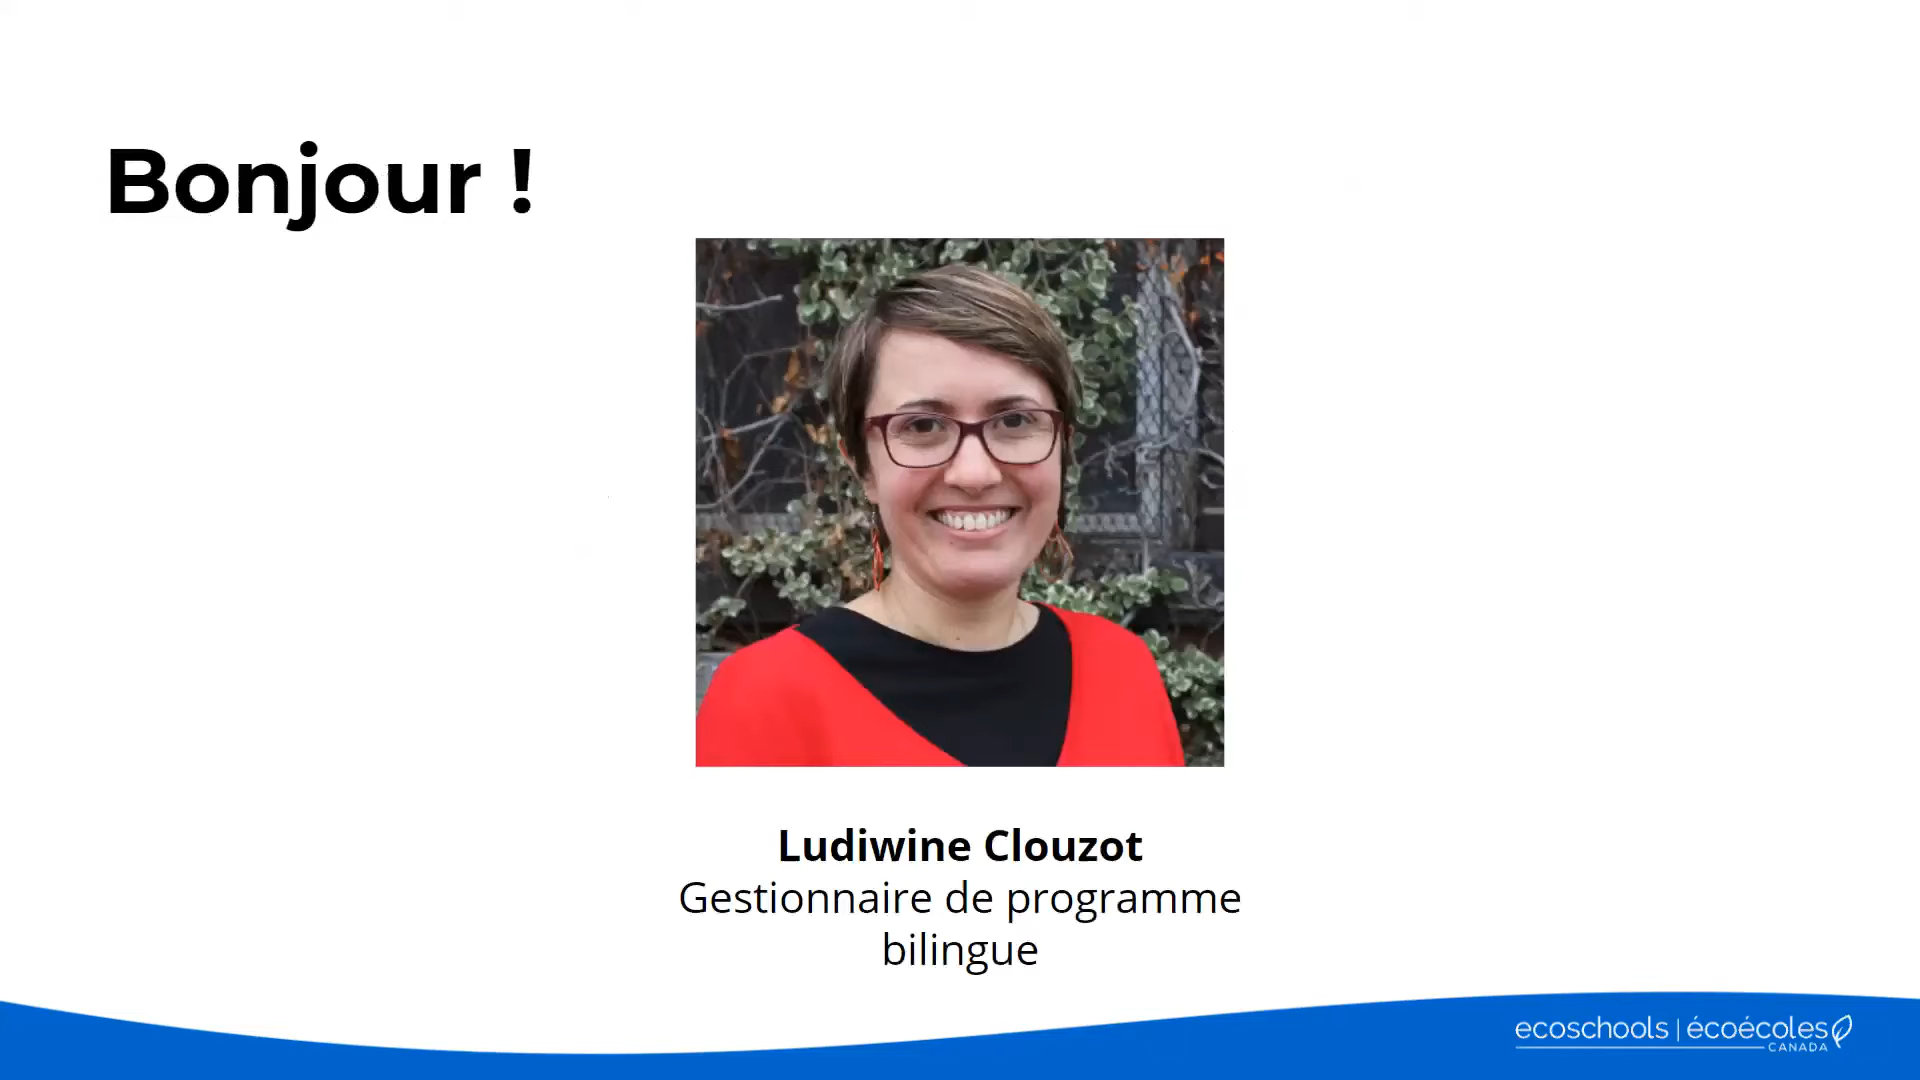 Bonjour !
Ludiwine Clouzot
Gestionnaire de programme
bilingue
ecoschools | écoécoles
CANADA